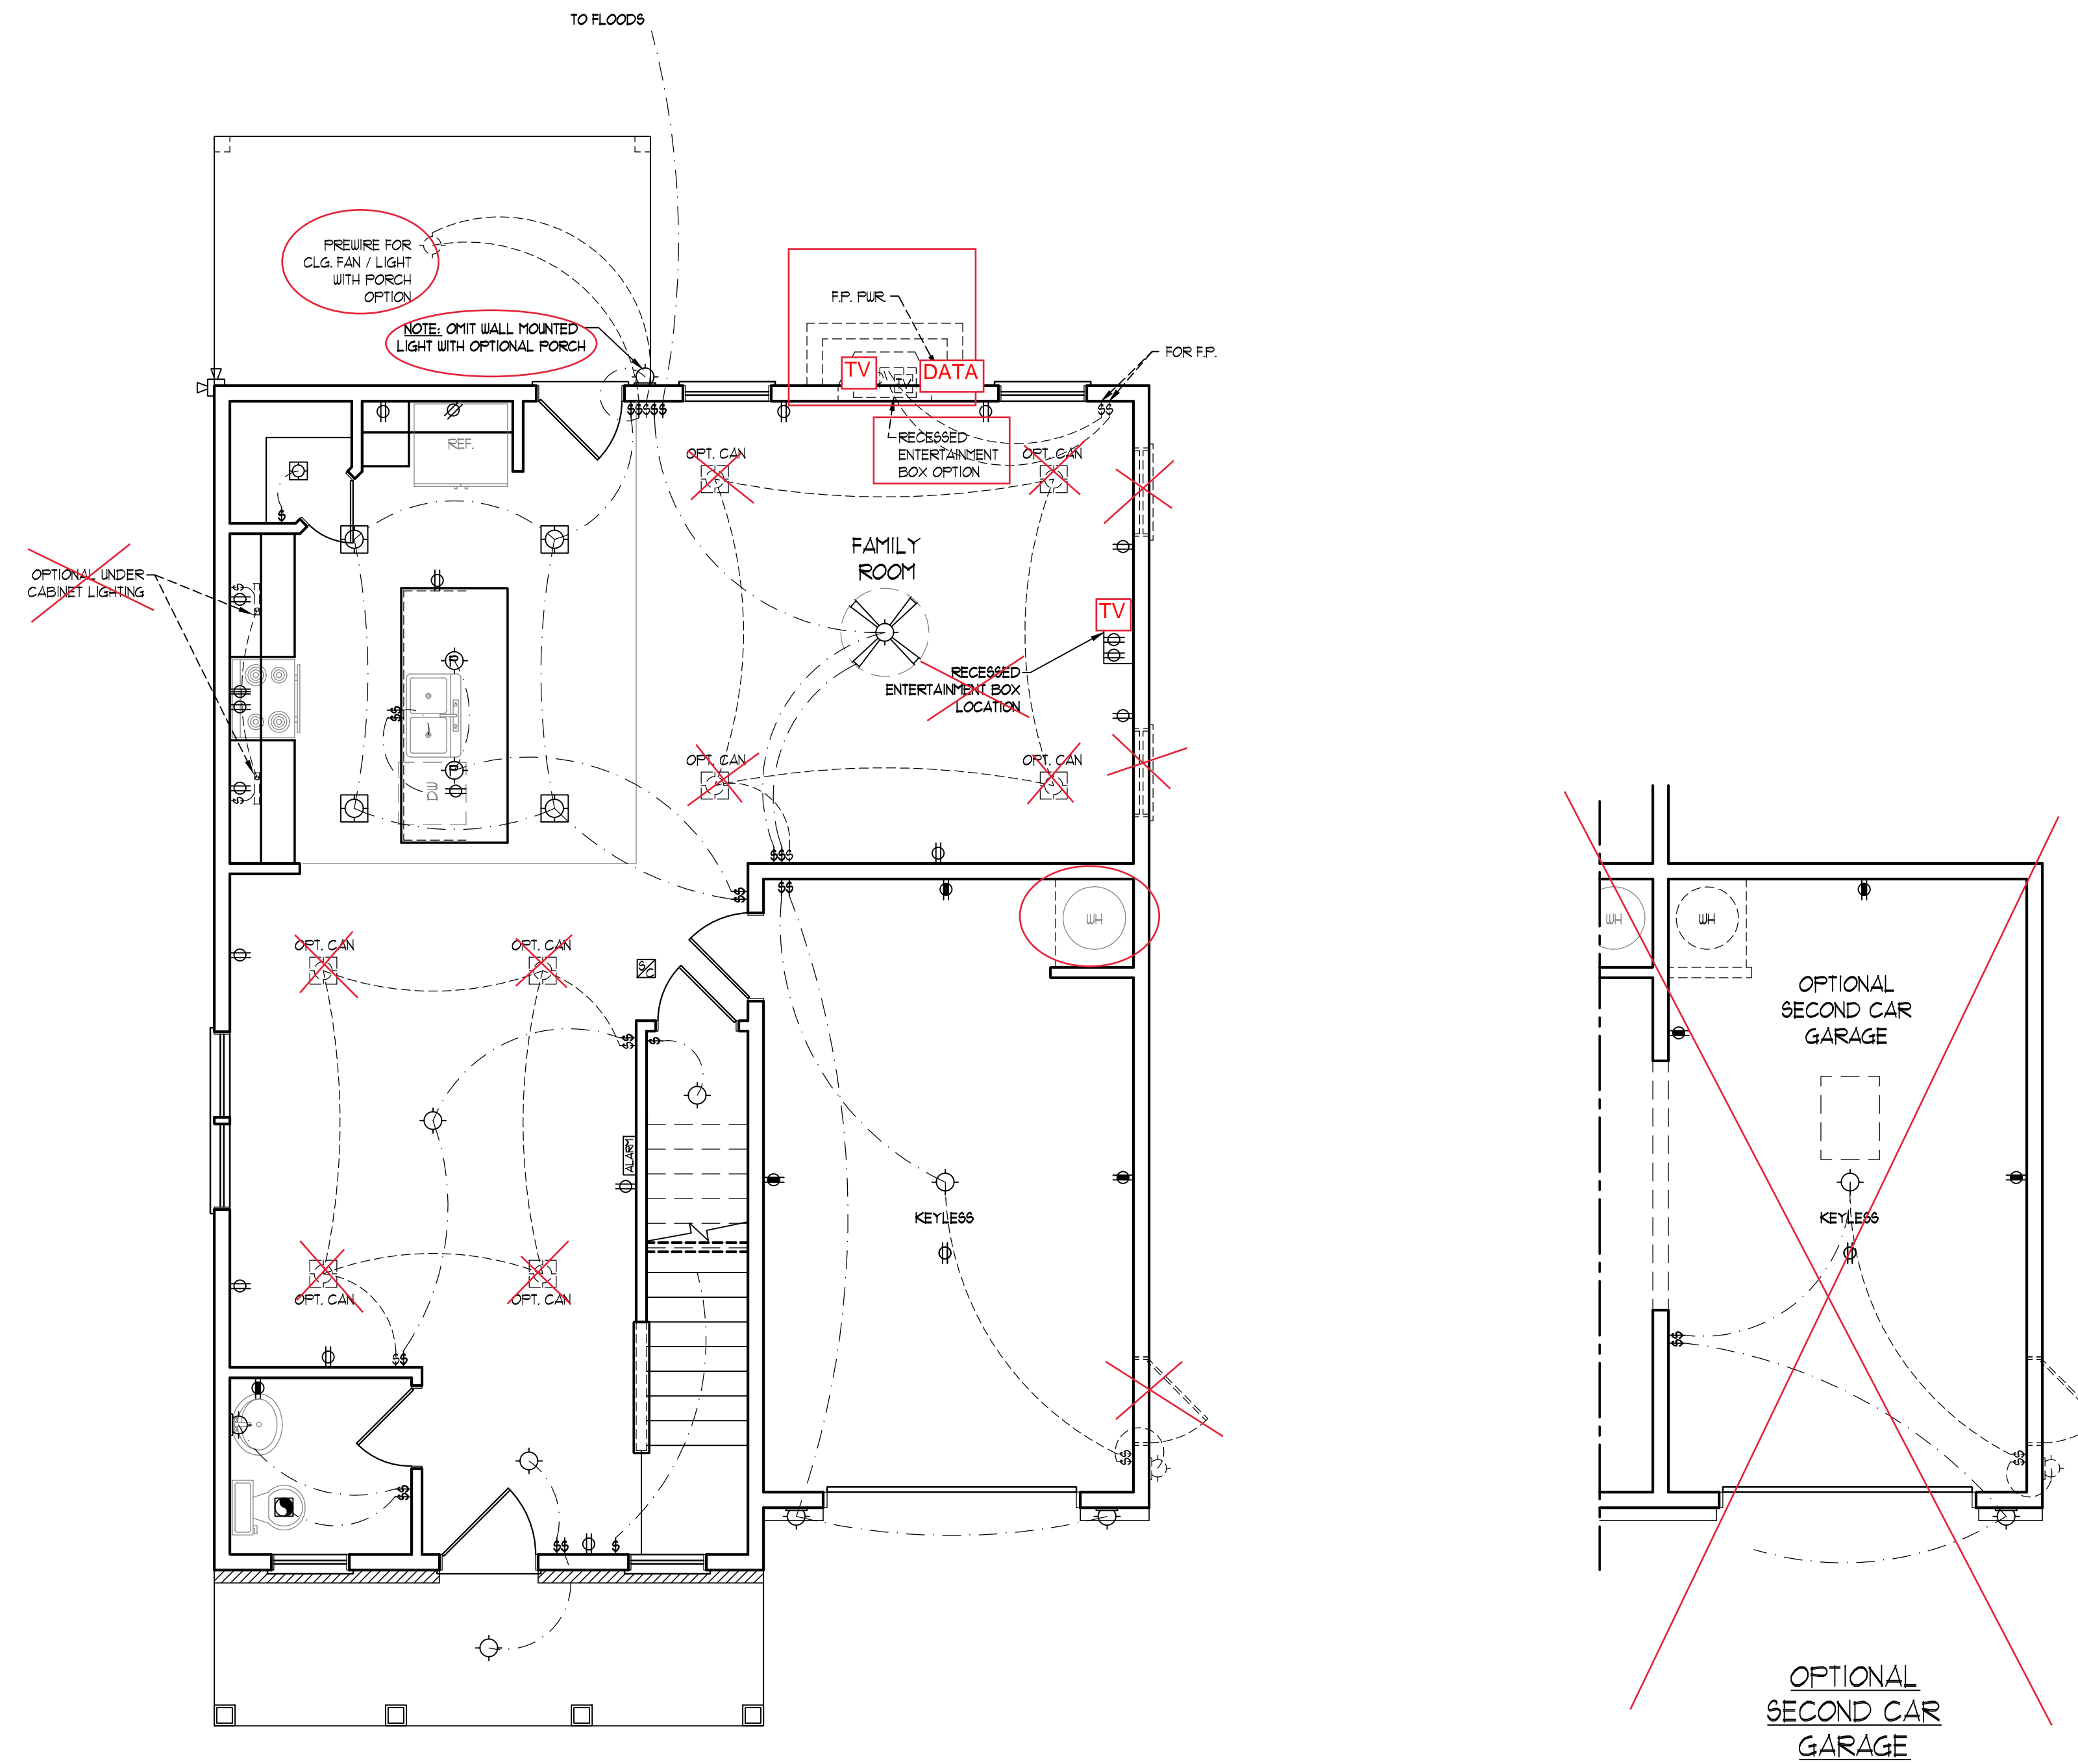 TO FLOODS
PREWIRE FOR
CLG. FAN / LIGHT
WITH PORCH
OPTION
NOTE: OMIT WALL MOUNTED
LIGHT WITH OPTIONAL PORCH
F.P. PWR.
TV
DATA
TV
FOR F.P.
$$$$$
$$
REF.
RECESSED
ENTERTAINMENT
BOX OPTION
OPT. CAN
OPT. CAN
$
FAMILY
ROOM
OPTIONAL UNDER
CABINET LIGHTING
$
TV
R
RECESSED
ENTERTAINMENT BOX
LOCATION
$$
OPT. CAN
OPT. CAN
P
DW
$
$$$
$$
$$
WH
WH
WH
OPT. CAN
OPT. CAN
S/C
OPTIONAL
SECOND CAR
GARAGE
$$
$
ALARM
KEYLESS
KEYLESS
OPT. CAN
OPT. CAN
$$
$$
$$
$$
$$
$$
$
OPTIONAL
SECOND CAR
GARAGE